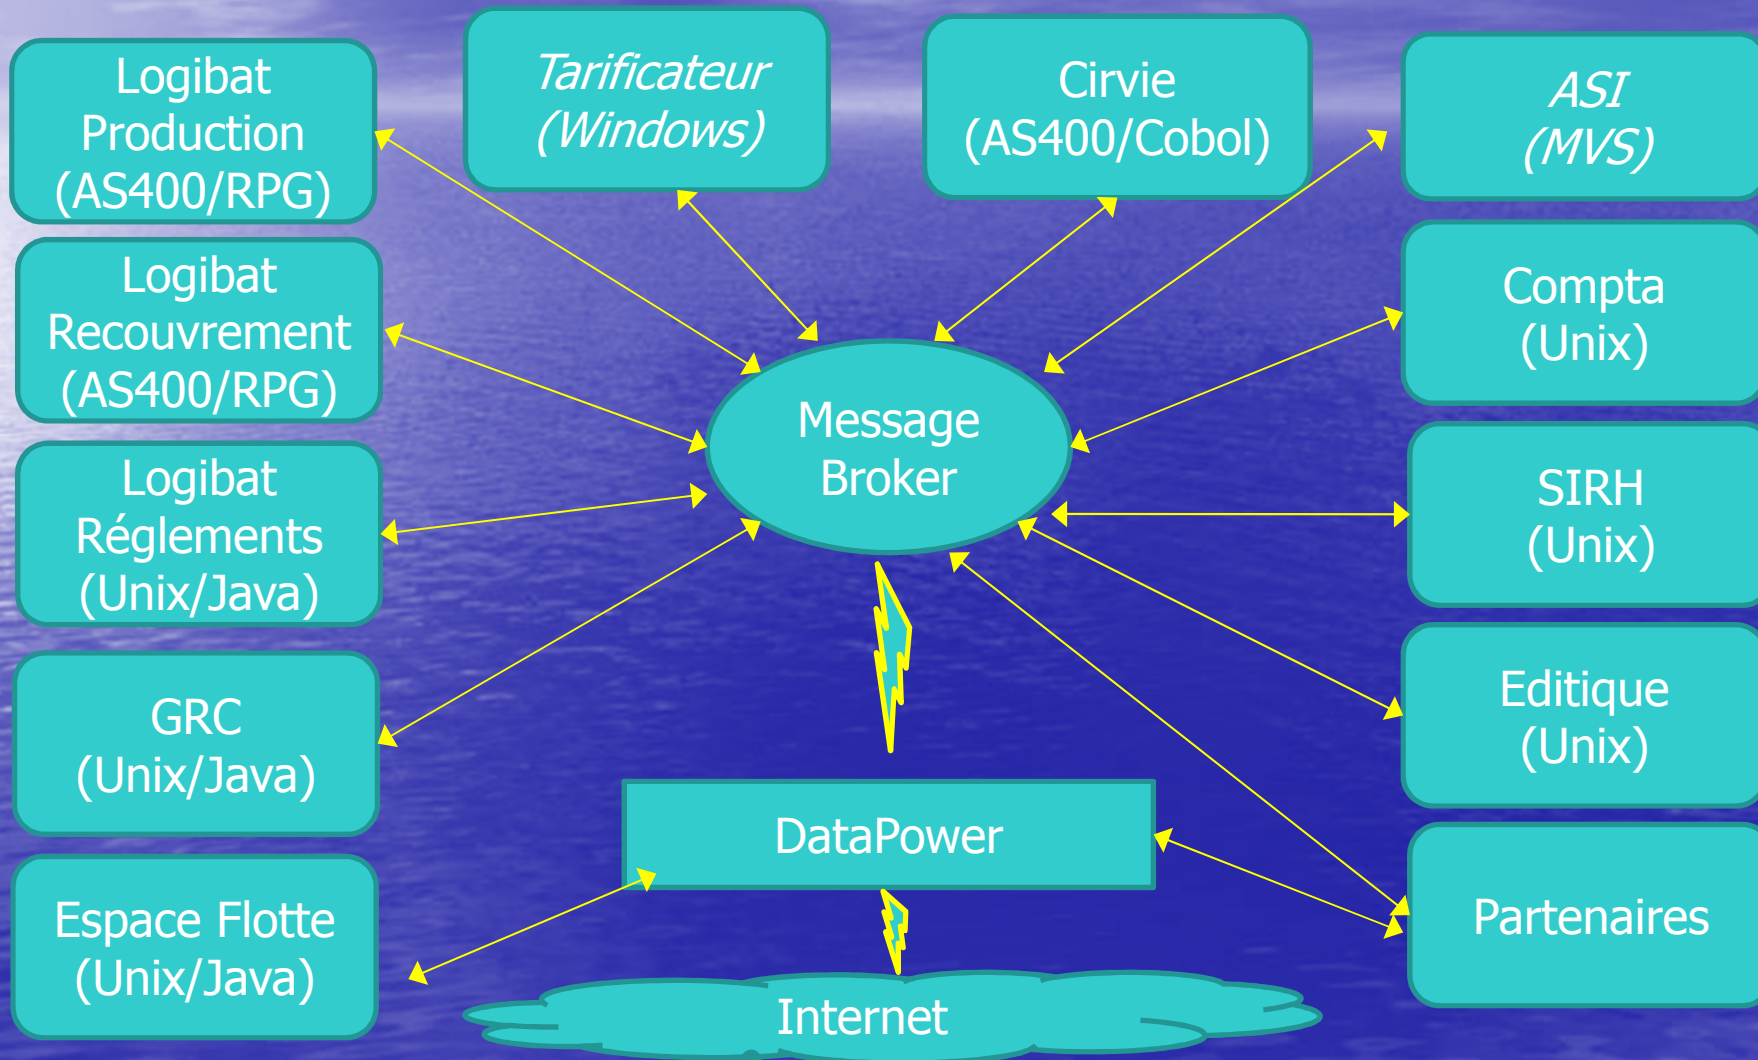 Logibat
Production
(AS400/RPG)
Tarificateur
(Windows)
Cirvie
(AS400/Cobol)
ASI
(MVS)
Logibat
Recouvrement
(AS400/RPG)
Compta
(Unix)
Message
Broker
Logibat
Réglements
(Unix/Java)
SIRH
(Unix)
GRC
(Unix/Java)
Editique
(Unix)
DataPower
Espace Flotte
(Unix/Java)
Partenaires
Internet